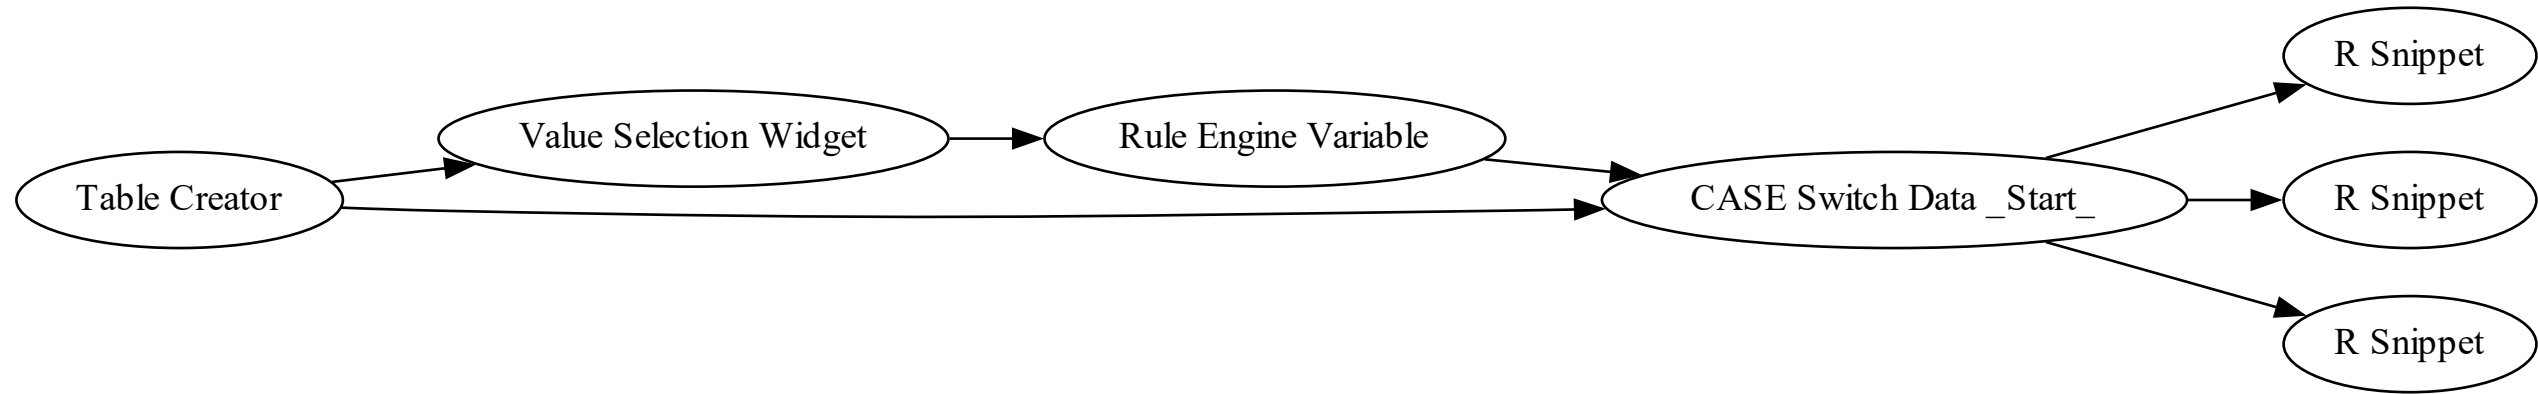 Table Creator
Value Selection Widget
Rule Engine Variable
CASE Switch Data _Start_
R Snippet
R Snippet
R Snippet